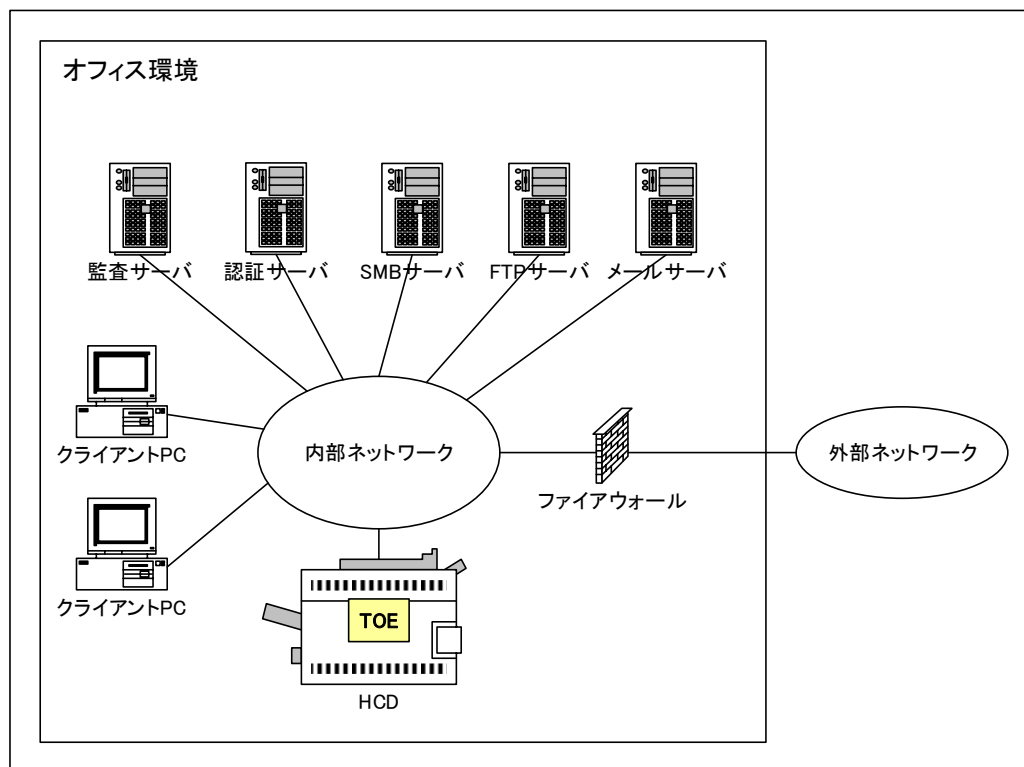 オフィス環境
監査サーバ
認証サーバ
SMBサーバ
FTPサーバ
メールサーバ
クライアントPC
内部ネットワーク
外部ネットワーク
ファイアウォール
クライアントPC
TOE
HCD